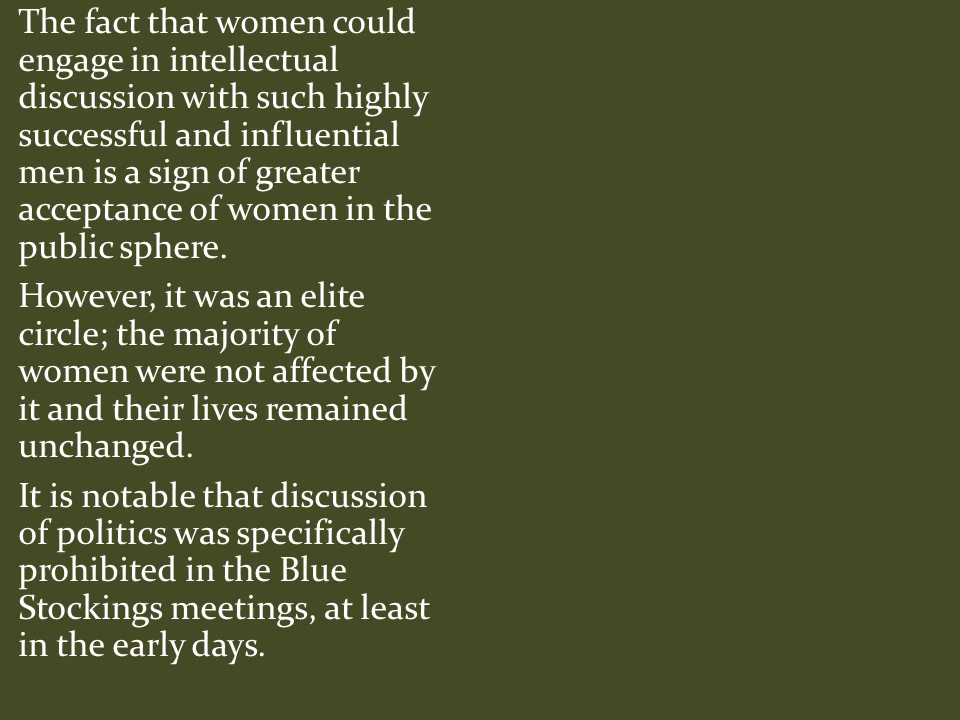 The fact that women could
engage in intellectual
discussion with such highly
successful and influential
men is a sign of greater
acceptance of women in the
public sphere.
However, it was an elite
circle; the majority of
women were not affected by
it and their lives remained
unchanged.
It is notable that discussion
of politics was specifically
prohibited in the Blue
Stockings meetings, at least
in the early days.